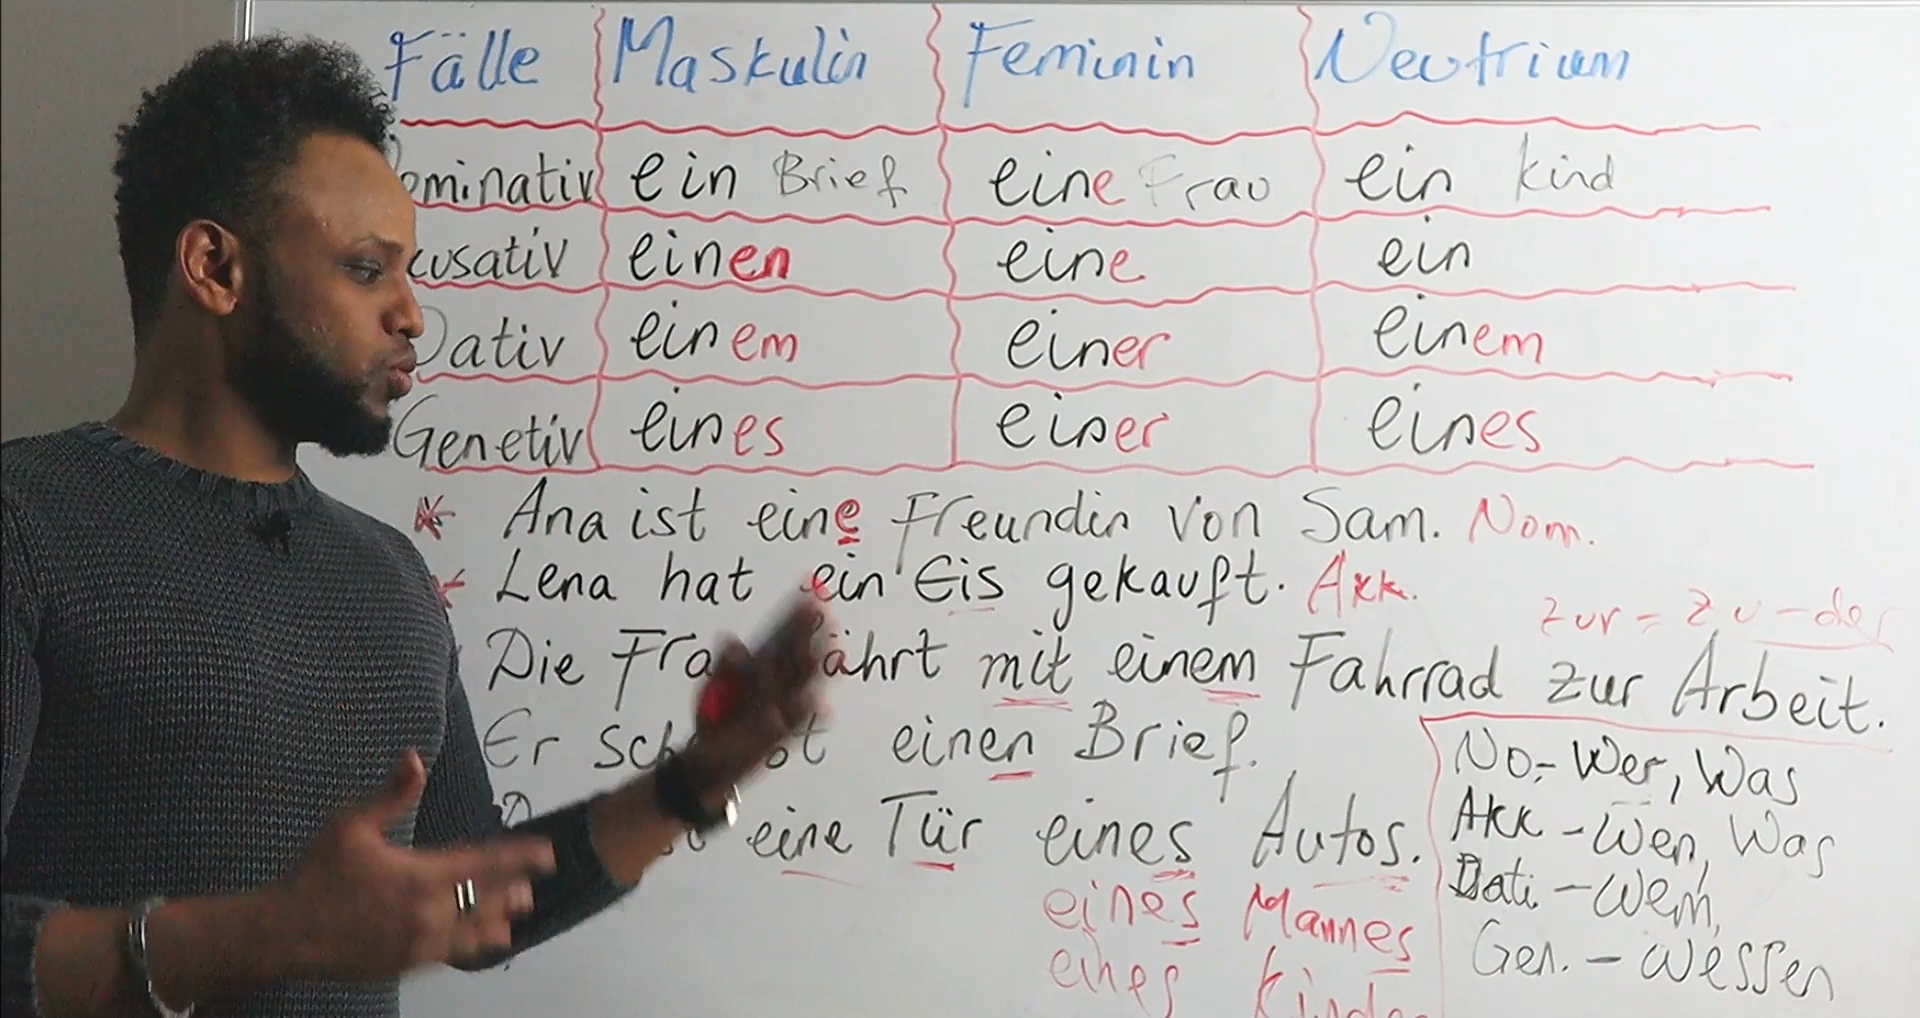 Fälle Maskulin Feminin Neutrium
ominativ ein Brief eine Frau ein Kind
kusativ einen eine ein
Dativ einem einer einem
Genetiv eines einer eines
* Ana ist eine Freundin von Sam. Nom.
* Lena hat ein Eis gekauft. Akk.
zur = zu-der
Die Fra fährt mit einem Fahrrad zur Arbeit.
Er sch bt einen Brief.
eine Tür eines Autos.
eines Mannes
eines Kinde
No.- Wer, Was
Akk - Wen, Was
Dati - Wem,
Gen. - Wessen